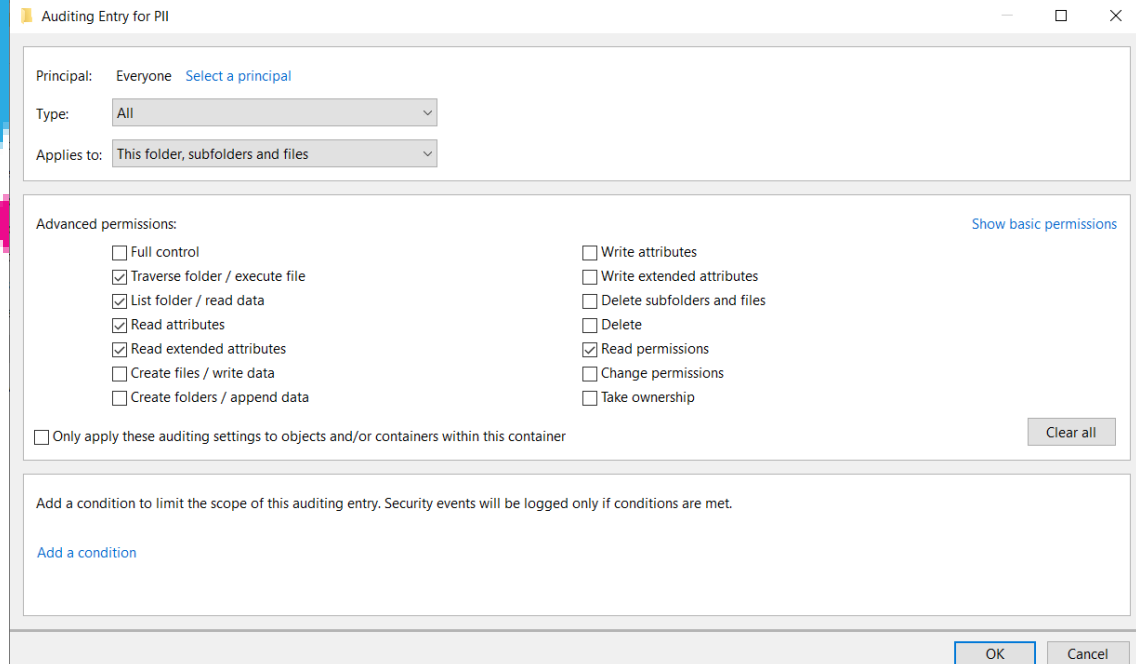 Auditing Entry for PII
Principal: Everyone Select a principal
Type: All
Applies to: This folder, subfolders and files
Advanced permissions: Show basic permissions
Full control Write attributes
Traverse folder / execute file Write extended attributes
List folder / read data Delete subfolders and files
Read attributes Delete
Read extended attributes Read permissions
Create files / write data Change permissions
Create folders / append data Take ownership
Only apply these auditing settings to objects and/or containers within this container Clear all
Add a condition to limit the scope of this auditing entry. Security events will be logged only if conditions are met.
Add a condition
OK Cancel